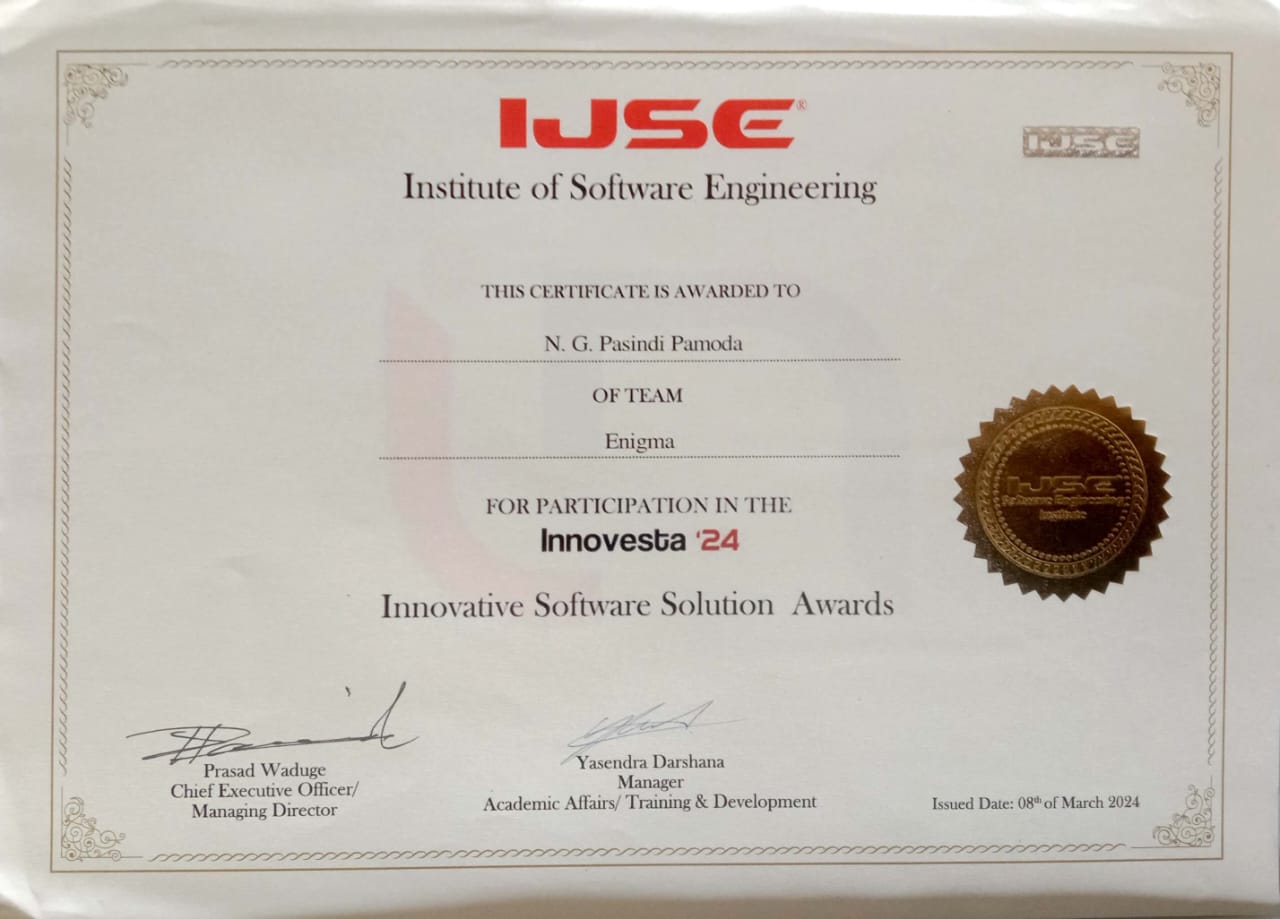 IJSE®
IJSE
Institute of Software Engineering
THIS CERTIFICATE IS AWARDED TO
N. G. Pasindi Pamoda
OF TEAM
Enigma
FOR PARTICIPATION IN THE
Innovesta '24
Innovative Software Solution Awards
IJSE
Software Engineering
Institute
Prasad Waduge
Chief Executive Officer/
Managing Director
Yasendra Darshana
Manager
Academic Affairs/ Training & Development
Issued Date: 08th of March 2024